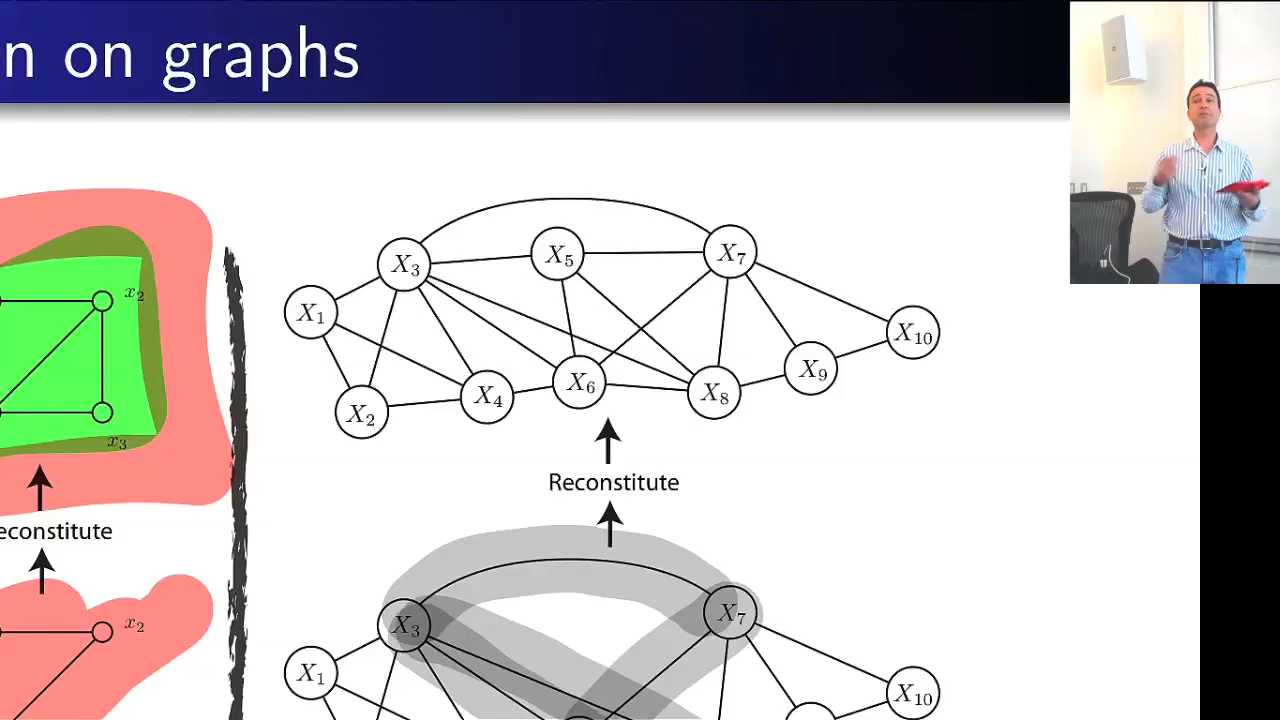 n on graphs
X3 X5 X7
X1 X10
X2 X4 X6 X8 X9
x2
x3
Reconstitute
econstitute
X3 X7
x2
X1 X10